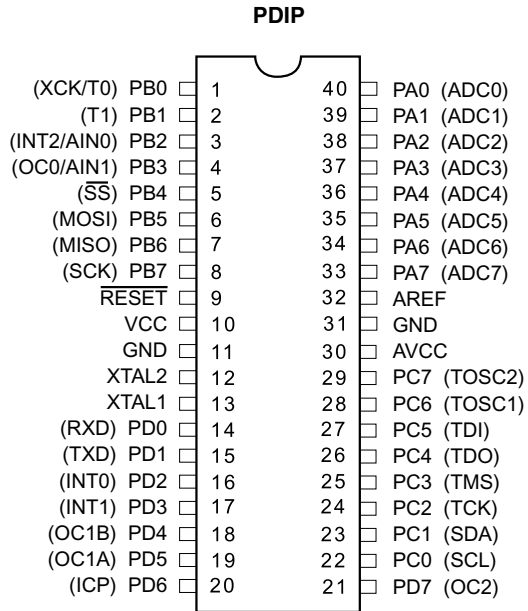 PDIP
(XCK/T0) PB0 1 40 PA0 (ADC0)
(T1) PB1 2 39 PA1 (ADC1)
(INT2/AIN0) PB2 3 38 PA2 (ADC2)
(OC0/AIN1) PB3 4 37 PA3 (ADC3)
(SS) PB4 5 36 PA4 (ADC4)
(MOSI) PB5 6 35 PA5 (ADC5)
(MISO) PB6 7 34 PA6 (ADC6)
(SCK) PB7 8 33 PA7 (ADC7)
RESET 9 32 AREF
VCC 10 31 GND
GND 11 30 AVCC
XTAL2 12 29 PC7 (TOSC2)
XTAL1 13 28 PC6 (TOSC1)
(RXD) PD0 14 27 PC5 (TDI)
(TXD) PD1 15 26 PC4 (TDO)
(INT0) PD2 16 25 PC3 (TMS)
(INT1) PD3 17 24 PC2 (TCK)
(OC1B) PD4 18 23 PC1 (SDA)
(OC1A) PD5 19 22 PC0 (SCL)
(ICP) PD6 20 21 PD7 (OC2)